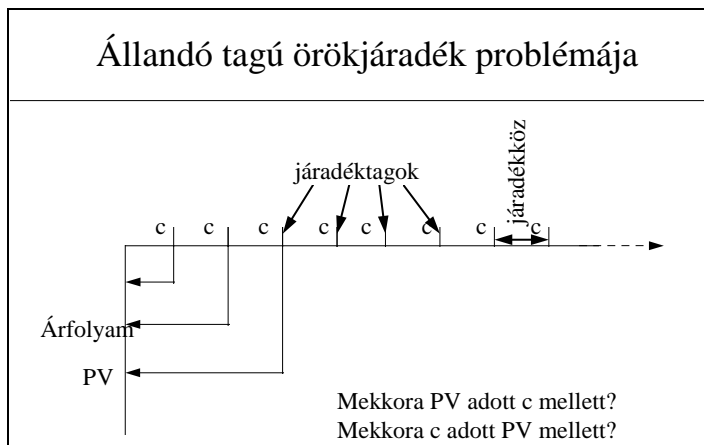 Állandó tagú örökjáradék problémája
járadéktagok
járadékköz
c c c c c c c c
Árfolyam
PV
Mekkora PV adott c mellett?
Mekkora c adott PV mellett?